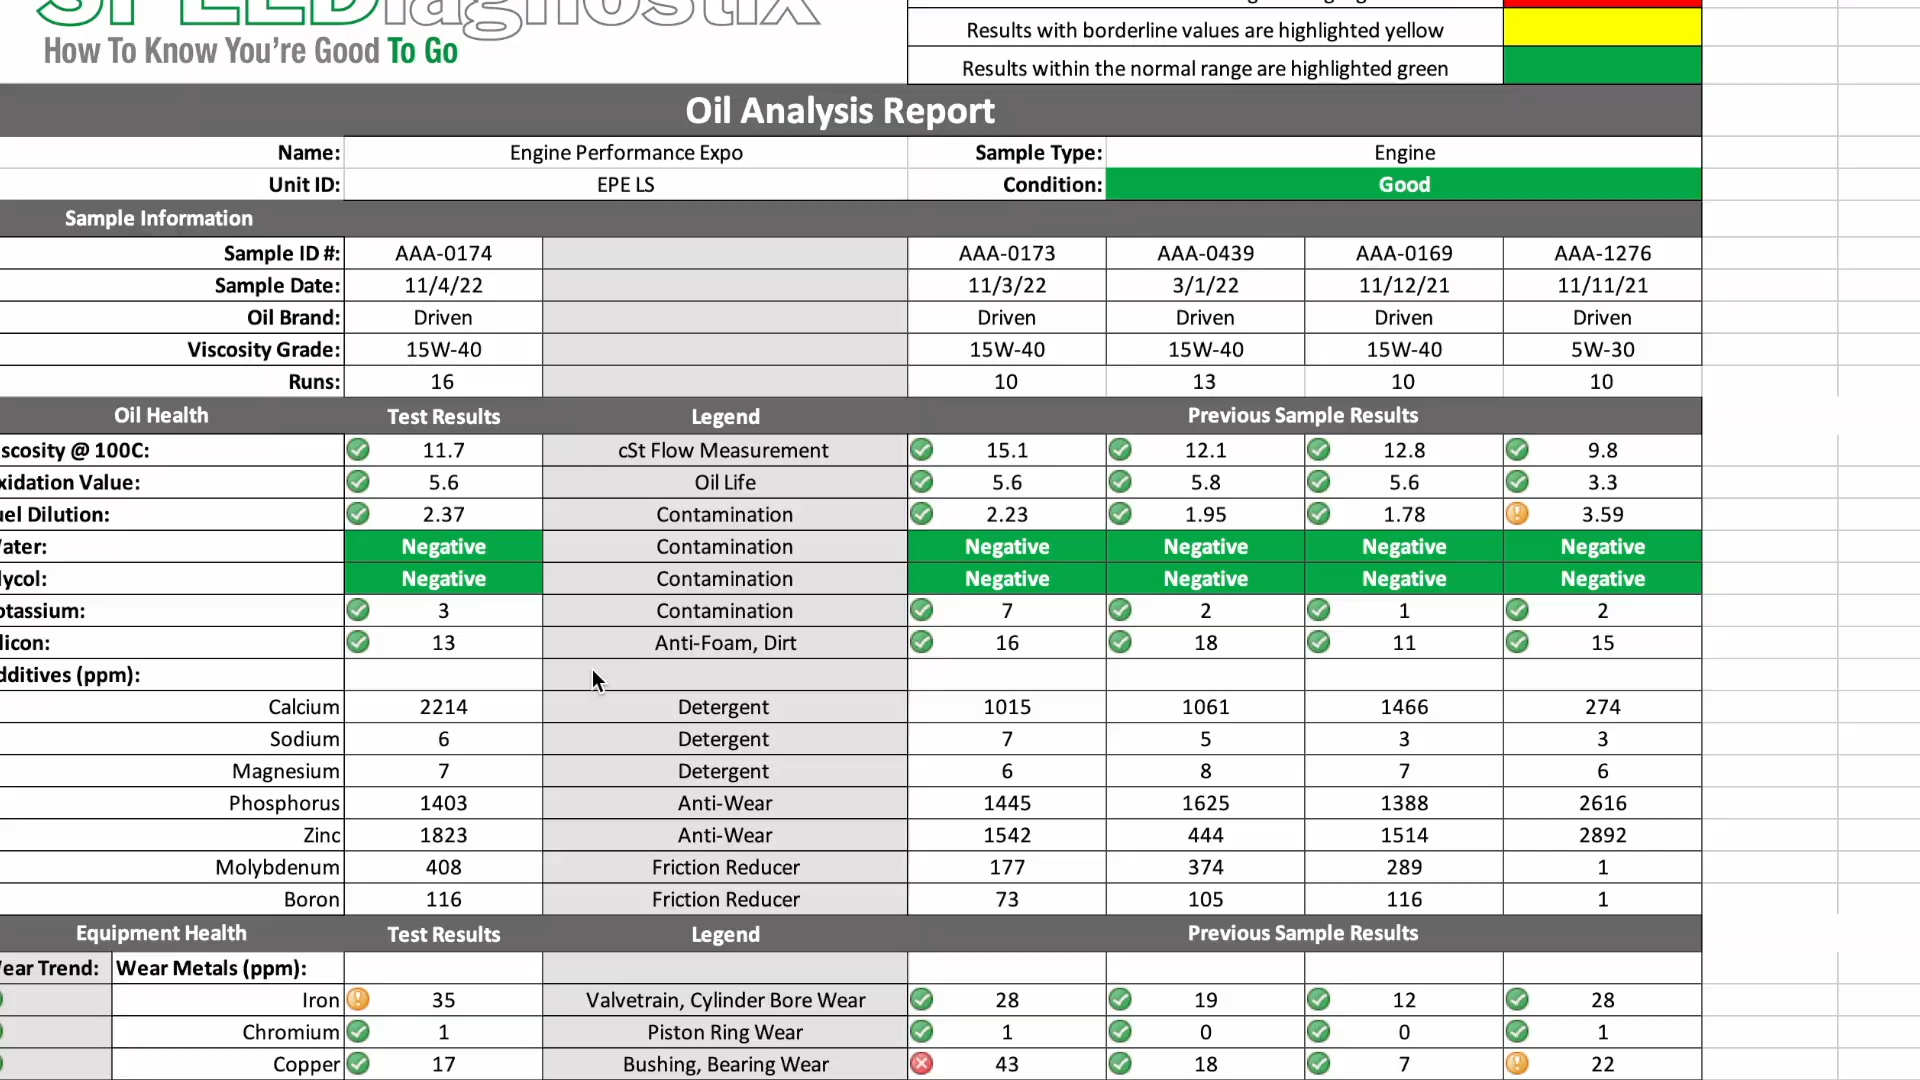 SPEEDiagnostix
How To Know You're Good To Go
Results with borderline values are highlighted yellow
Results within the normal range are highlighted green
Oil Analysis Report
Name: Engine Performance Expo Sample Type: Engine
Unit ID: EPE LS Condition: Good
Sample Information
Sample ID #: AAA-0174 AAA-0173 AAA-0439 AAA-0169 AAA-1276
Sample Date: 11/4/22 11/3/22 3/1/22 11/12/21 11/11/21
Oil Brand: Driven Driven Driven Driven Driven
Viscosity Grade: 15W-40 15W-40 15W-40 15W-40 5W-30
Runs: 16 10 13 10 10
Oil Health Test Results Legend Previous Sample Results
scosity @ 100C: 11.7 cSt Flow Measurement 15.1 12.1 12.8 9.8
xidation Value: 5.6 Oil Life 5.6 5.8 5.6 3.3
uel Dilution: 2.37 Contamination 2.23 1.95 1.78 3.59
ater: Negative Contamination Negative Negative Negative Negative
lycol: Negative Contamination Negative Negative Negative Negative
otassium: 3 Contamination 7 2 1 2
licon: 13 Anti-Foam, Dirt 16 18 11 15
dditives (ppm):
Calcium 2214 Detergent 1015 1061 1466 274
Sodium 6 Detergent 7 5 3 3
Magnesium 7 Detergent 6 8 7 6
Phosphorus 1403 Anti-Wear 1445 1625 1388 2616
Zinc 1823 Anti-Wear 1542 444 1514 2892
Molybdenum 408 Friction Reducer 177 374 289 1
Boron 116 Friction Reducer 73 105 116 1
Equipment Health Test Results Legend Previous Sample Results
ear Trend: Wear Metals (ppm):
Iron 35 Valvetrain, Cylinder Bore Wear 28 19 12 28
Chromium 1 Piston Ring Wear 1 0 0 1
Copper 17 Bushing, Bearing Wear 43 18 7 22